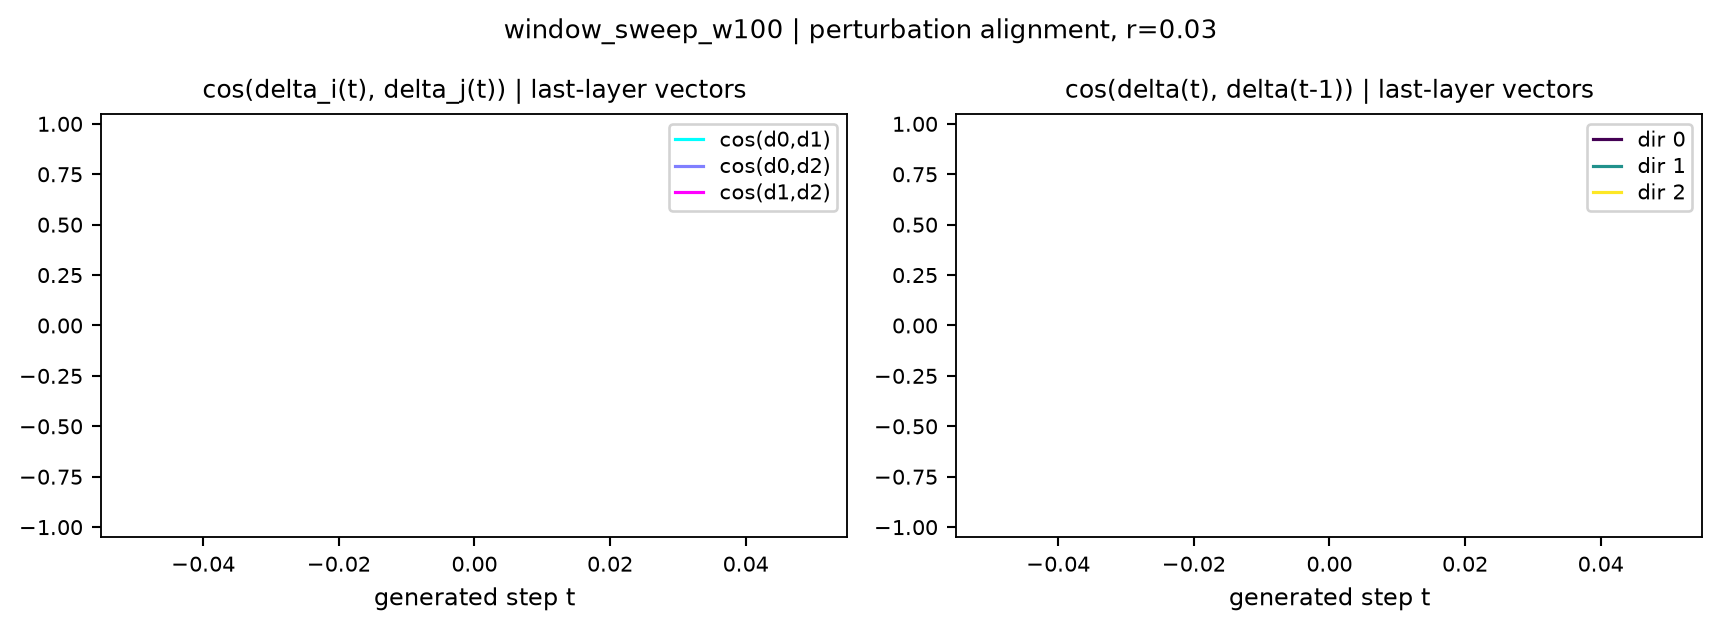 window_sweep_w100 | perturbation alignment, r=0.03
cos(delta_i(t), delta_j(t)) | last-layer vectors
1.00
0.75
0.50
0.25
0.00
−0.25
−0.50
−0.75
−1.00
cos(d0,d1)
cos(d0,d2)
cos(d1,d2)
−0.04
−0.02
0.00
0.02
0.04
generated step t
cos(delta(t), delta(t-1)) | last-layer vectors
1.00
0.75
0.50
0.25
0.00
−0.25
−0.50
−0.75
−1.00
dir 0
dir 1
dir 2
−0.04
−0.02
0.00
0.02
0.04
generated step t